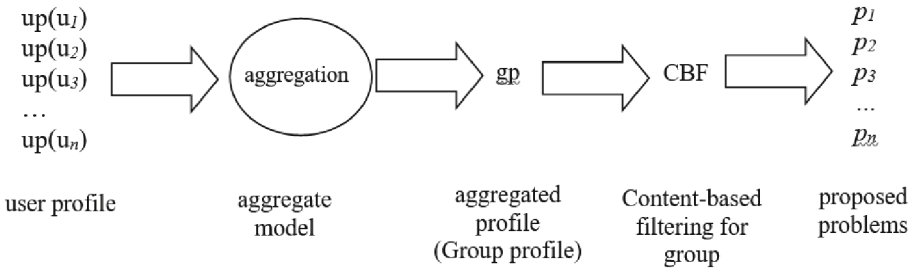 up(u1)
up(u2)
up(u3)
...
up(un)
aggregation
gp
CBF
p1
p2
p3
...
pn
user profile
aggregate
model
aggregated
profile
(Group profile)
Content-based
filtering for
group
proposed
problems